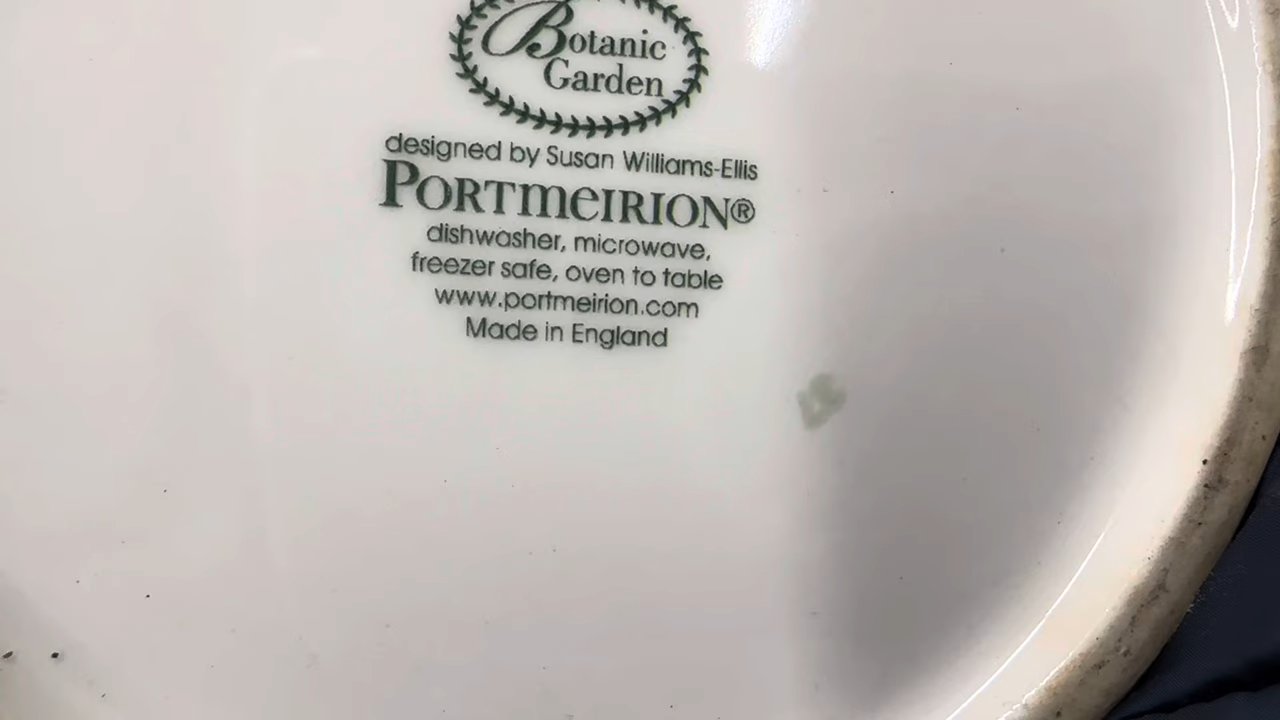 Botanic
Garden
designed by Susan Williams-Ellis
PORTMEIRION®
dishwasher, microwave,
freezer safe, oven to table
www.portmeirion.com
Made in England